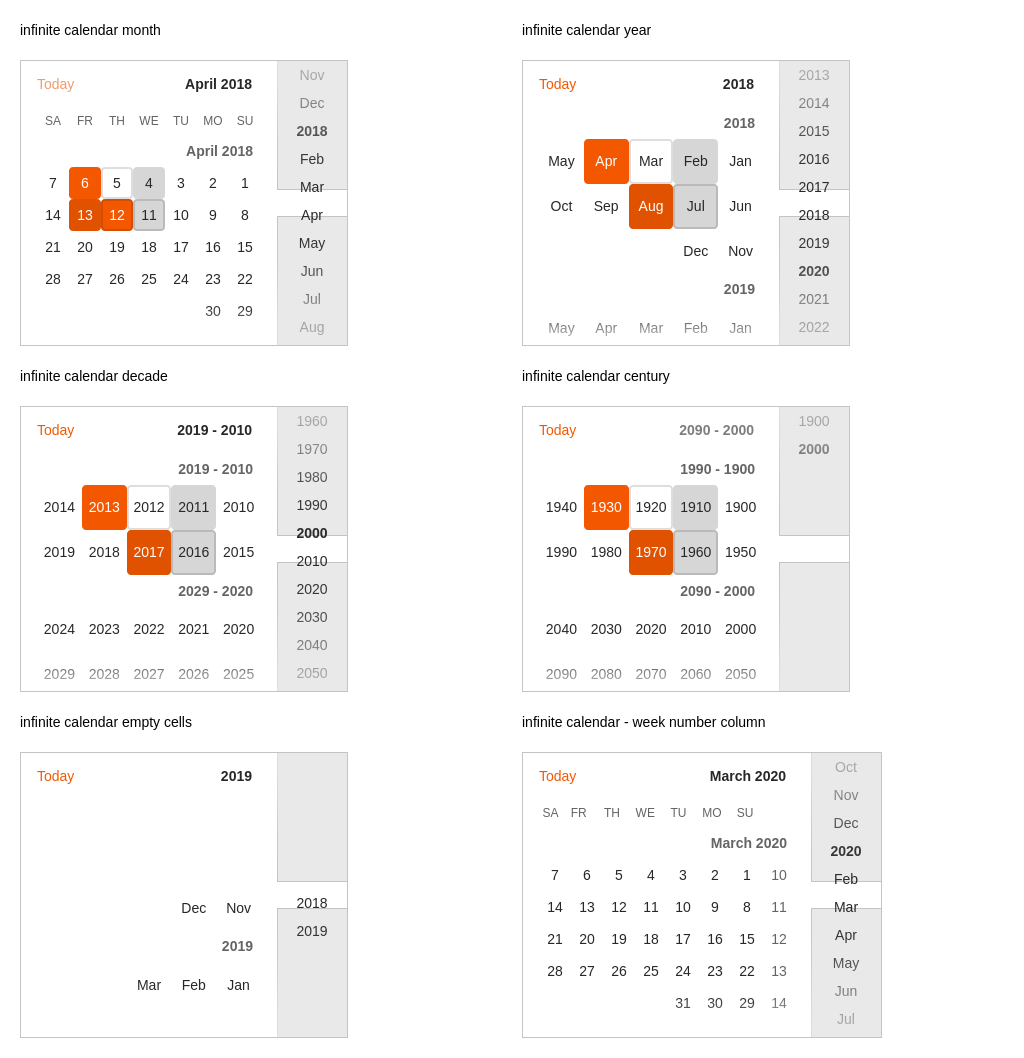 infinite calendar month
Today April 2018
SA FR TH WE TU MO SU
April 2018
7 6 5 4 3 2 1
14 13 12 11 10 9 8
21 20 19 18 17 16 15
28 27 26 25 24 23 22
30 29
Nov
Dec
2018
Feb
Mar
Apr
May
Jun
Jul
Aug
infinite calendar year
Today 2018
2018
May Apr Mar Feb Jan
Oct Sep Aug Jul Jun
Dec Nov
2019
May Apr Mar Feb Jan
2013
2014
2015
2016
2017
2018
2019
2020
2021
2022
infinite calendar decade
Today 2019 - 2010
2019 - 2010
2014 2013 2012 2011 2010
2019 2018 2017 2016 2015
2029 - 2020
2024 2023 2022 2021 2020
2029 2028 2027 2026 2025
1960
1970
1980
1990
2000
2010
2020
2030
2040
2050
infinite calendar century
Today 2090 - 2000
1990 - 1900
1940 1930 1920 1910 1900
1990 1980 1970 1960 1950
2090 - 2000
2040 2030 2020 2010 2000
2090 2080 2070 2060 2050
1900
2000
infinite calendar empty cells
Today 2019
Dec Nov
2019
Mar Feb Jan
2018
2019
infinite calendar - week number column
Today March 2020
SA FR TH WE TU MO SU
March 2020
7 6 5 4 3 2 1 10
14 13 12 11 10 9 8 11
21 20 19 18 17 16 15 12
28 27 26 25 24 23 22 13
31 30 29 14
Oct
Nov
Dec
2020
Feb
Mar
Apr
May
Jun
Jul